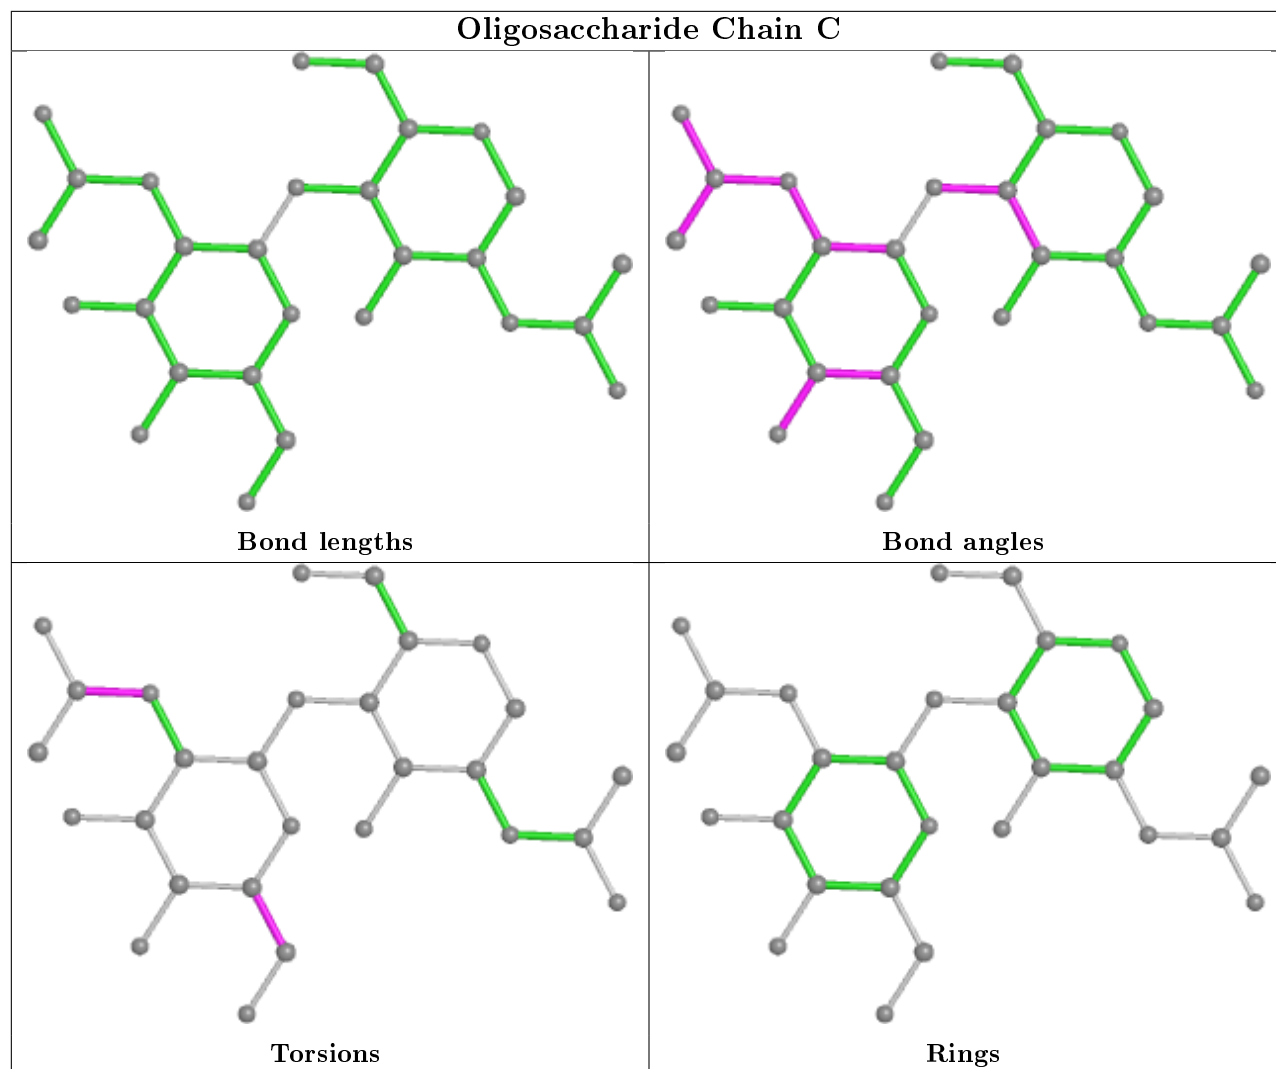 Oligosaccharide Chain C
Bond lengths
Bond angles
Torsions
Rings